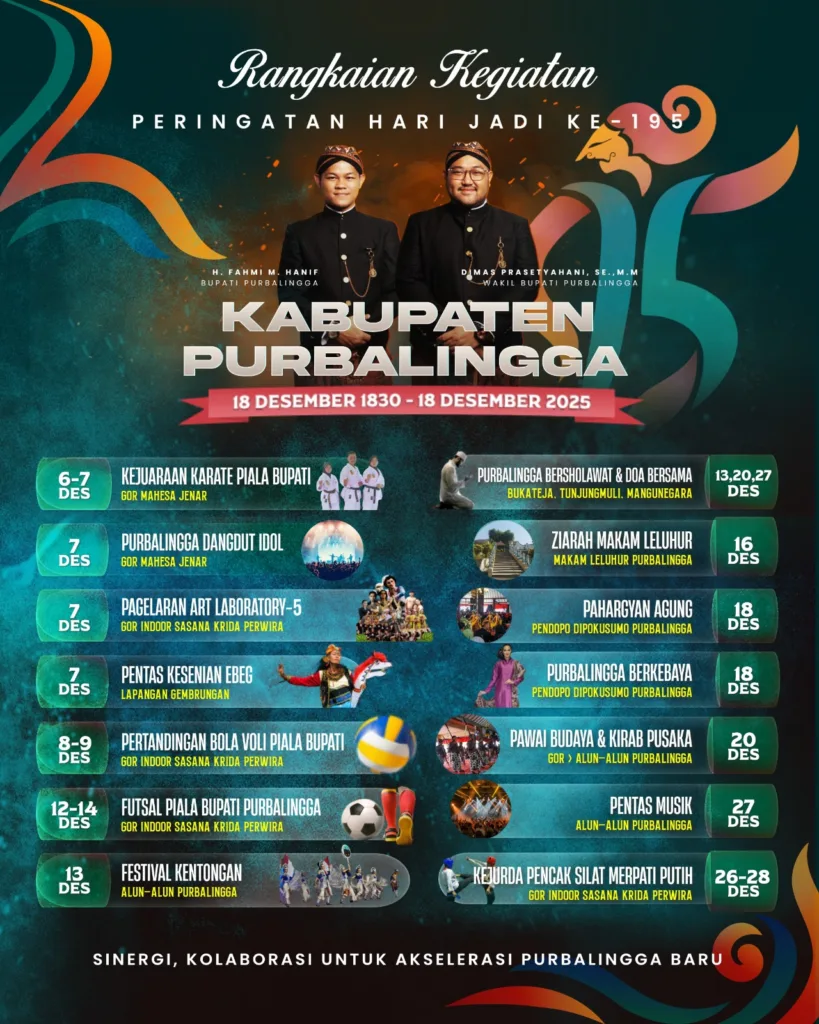 Rangkaian Kegiatan
PERINGATAN HARI JADI KE-195
H. FAHMI M. HANIF
BUPATI PURBALINGGA
DIMAS PRASETYAHANI, SE.,M.M
WAKIL BUPATI PURBALINGGA
KABUPATEN
PURBALINGGA
18 DESEMBER 1830 - 18 DESEMBER 2025
6-7
DES
KEJUARAAN KARATE PIALA BUPATI
GOR MAHESA JENAR
7
DES
PURBALINGGA DANGDUT IDOL
GOR MAHESA JENAR
7
DES
PAGELARAN ART LABORATORY-5
GOR INDOOR SASANA KRIDA PERWIRA
7
DES
PENTAS KESENIAN EBEG
LAPANGAN GEMBRUNGAN
8-9
DES
PERTANDINGAN BOLA VOLI PIALA BUPATI
GOR INDOOR SASANA KRIDA PERWIRA
12-14
DES
FUTSAL PIALA BUPATI PURBALINGGA
GOR INDOOR SASANA KRIDA PERWIRA
13
DES
FESTIVAL KENTONGAN
ALUN-ALUN PURBALINGGA
PURBALINGGA BERSHOLAWAT & DOA BERSAMA
BUKATEJA, TUNJUNGMULI, MANGUNEGARA
13,20,27
DES
ZIARAH MAKAM LELUHUR
MAKAM LELUHUR PURBALINGGA
16
DES
PAHARGYAN AGUNG
PENDOPO DIPOKUSUMO PURBALINGGA
18
DES
PURBALINGGA BERKEBAYA
PENDOPO DIPOKUSUMO PURBALINGGA
18
DES
PAWAI BUDAYA & KIRAB PUSAKA
GOR > ALUN-ALUN PURBALINGGA
20
DES
PENTAS MUSIK
ALUN-ALUN PURBALINGGA
27
DES
KEJURDA PENCAK SILAT MERPATI PUTIH
GOR INDOOR SASANA KRIDA PERWIRA
26-28
DES
SINERGI, KOLABORASI UNTUK AKSELERASI PURBALINGGA BARU